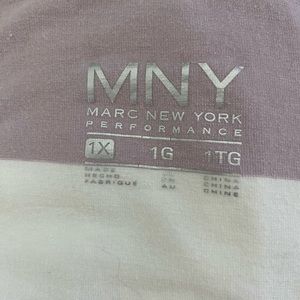 MNY
MARC NEW YORK
PERFORMANCE
1X 1G 1TG
MADE IN CHINA
HECHO EN CHINA
FABRIQUÉ AU CHINE